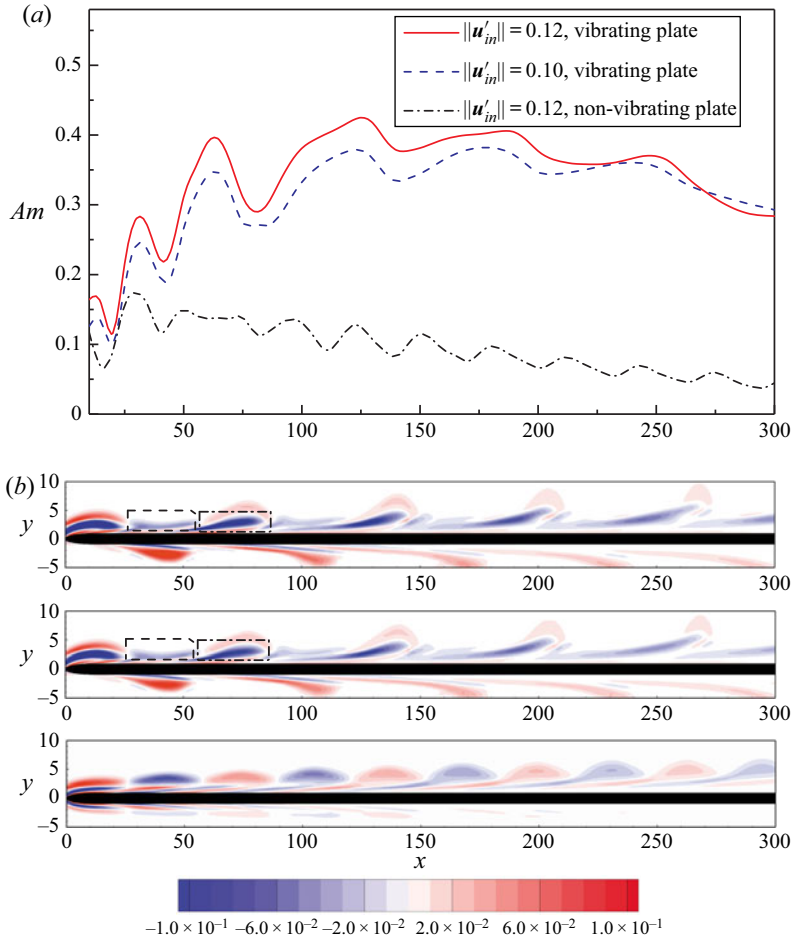 (a)
0.5
0.4
0.3
0.2
0.1
0
Am
||u′in|| = 0.12, vibrating plate
||u′in|| = 0.10, vibrating plate
||u′in|| = 0.12, non-vibrating plate
50 100 150 200 250 300
(b)
10
5
0
–5
y
0 50 100 150 200 250 300
10
5
0
–5
y
0 50 100 150 200 250 300
10
5
0
–5
y
0 50 100 150 200 250 300
x
–1.0 × 10⁻¹ –6.0 × 10⁻² –2.0 × 10⁻² 2.0 × 10⁻² 6.0 × 10⁻² 1.0 × 10⁻¹